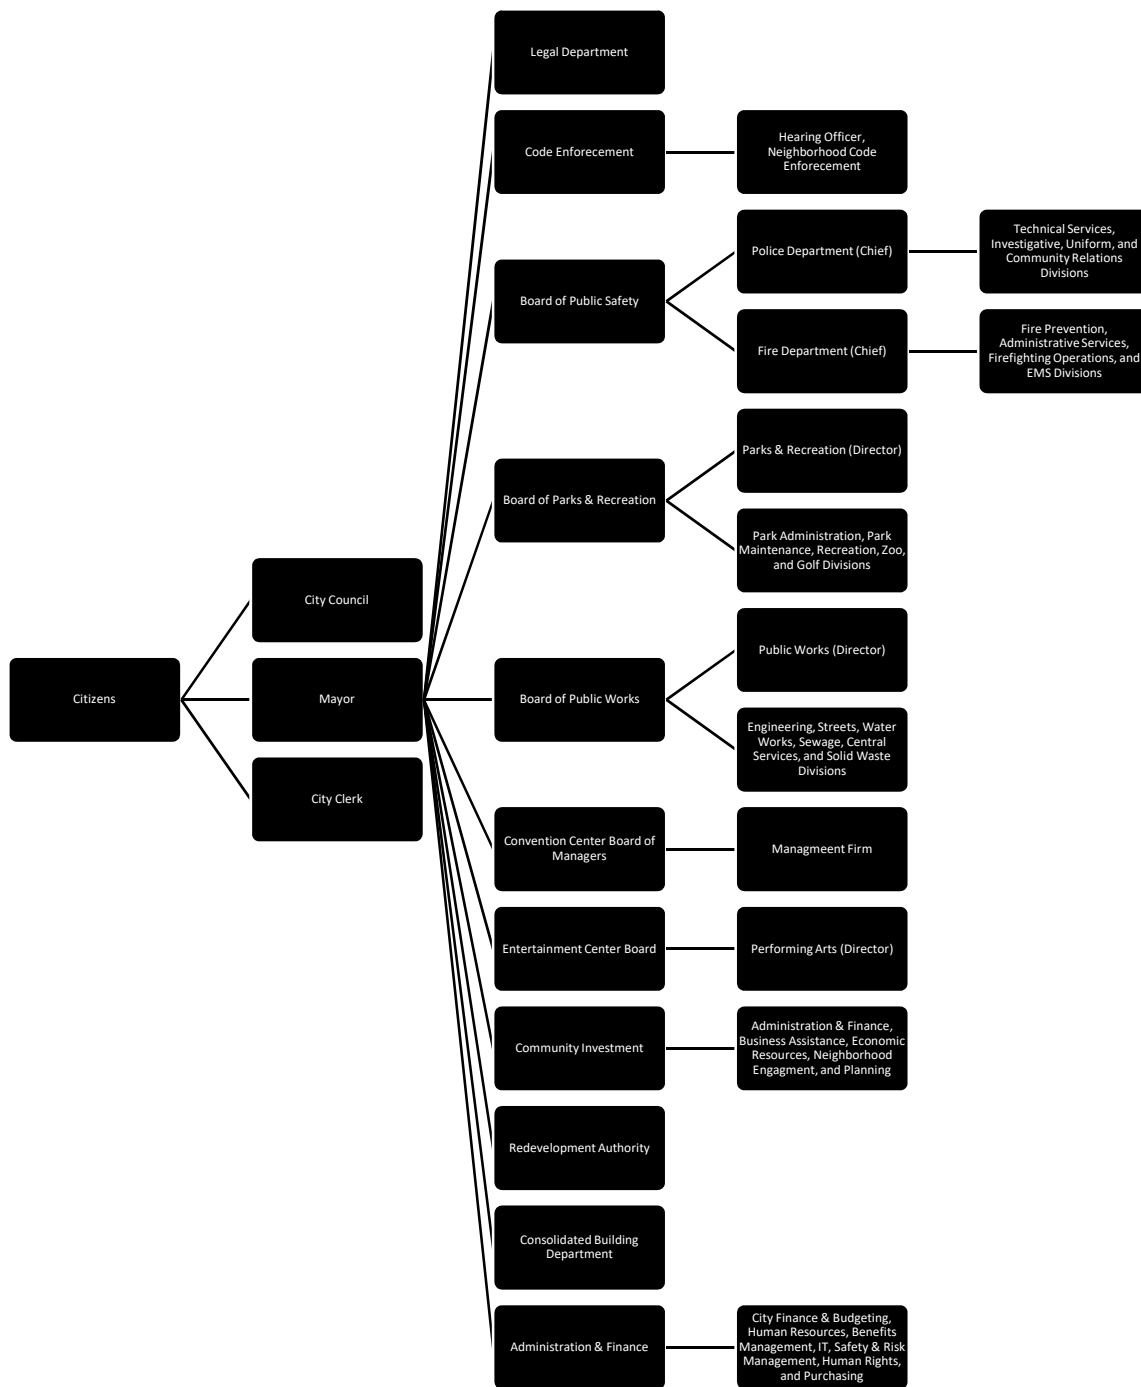 Legal Department
Code Enforecement
Hearing Officer,
Neighborhood Code
Enforecement
Board of Public Safety
Police Department (Chief)
Technical Services,
Investigative, Uniform, and
Community Relations
Divisions
Fire Department (Chief)
Fire Prevention,
Administrative Services,
Firefighting Operations, and
EMS Divisions
Board of Parks & Recreation
Parks & Recreation (Director)
Park Administration, Park
Maintenance, Recreation, Zoo,
and Golf Divisions
Citizens
City Council
Mayor
City Clerk
Board of Public Works
Public Works (Director)
Engineering, Streets, Water
Works, Sewage, Central
Services, and Solid Waste
Divisions
Convention Center Board of
Managers
Managmeent Firm
Entertainment Center Board
Performing Arts (Director)
Community Investment
Administration & Finance,
Business Assistance, Economic
Resources, Neighborhood
Engagment, and Planning
Redevelopment Authority
Consolidated Building
Department
Administration & Finance
City Finance & Budgeting,
Human Resources, Benefits
Management, IT, Safety & Risk
Management, Human Rights,
and Purchasing